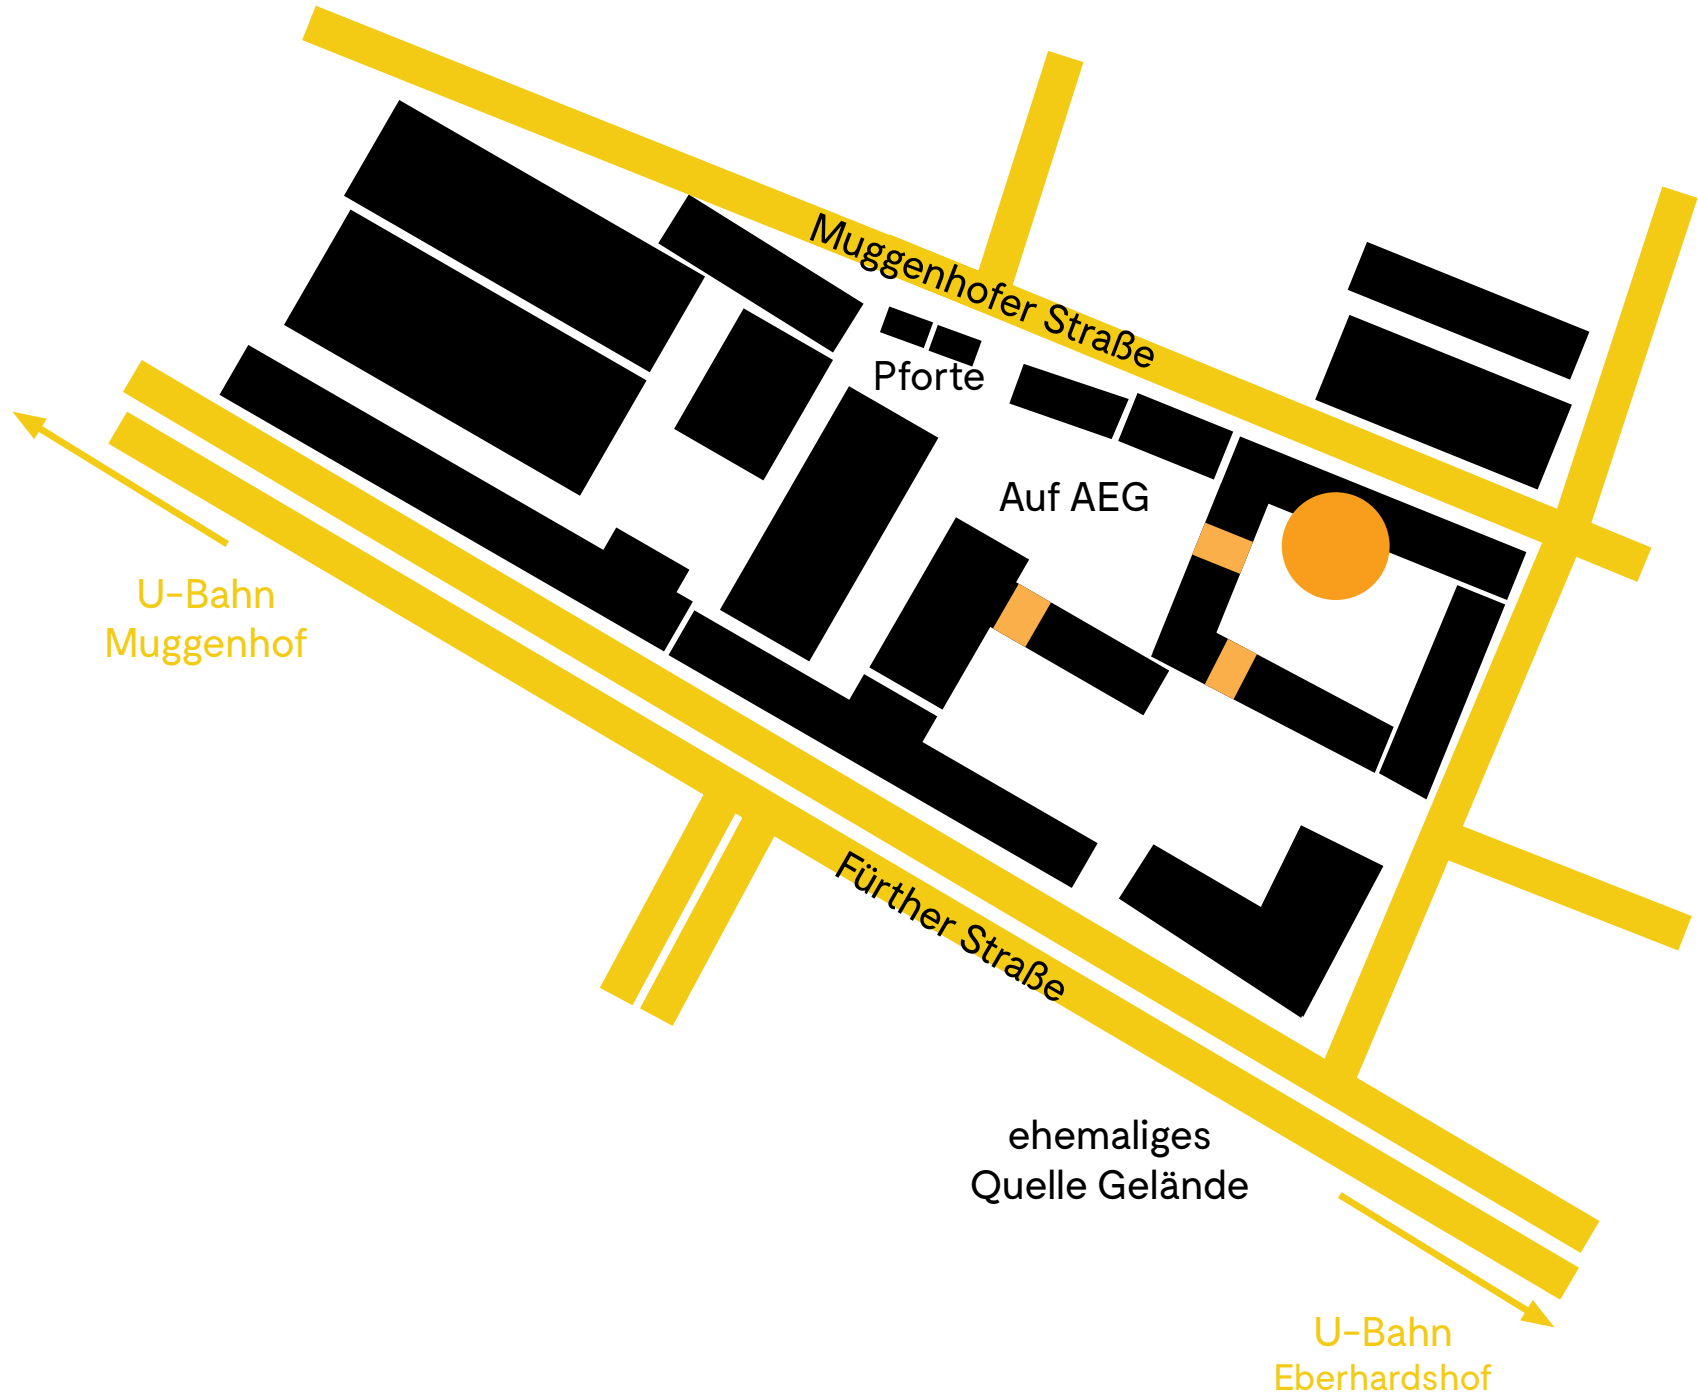 Muggenhofer Straße
Pforte
Auf AEG
U-Bahn
Muggenhof
Fürther Straße
ehemaliges
Quelle Gelände
U-Bahn
Eberhardshof